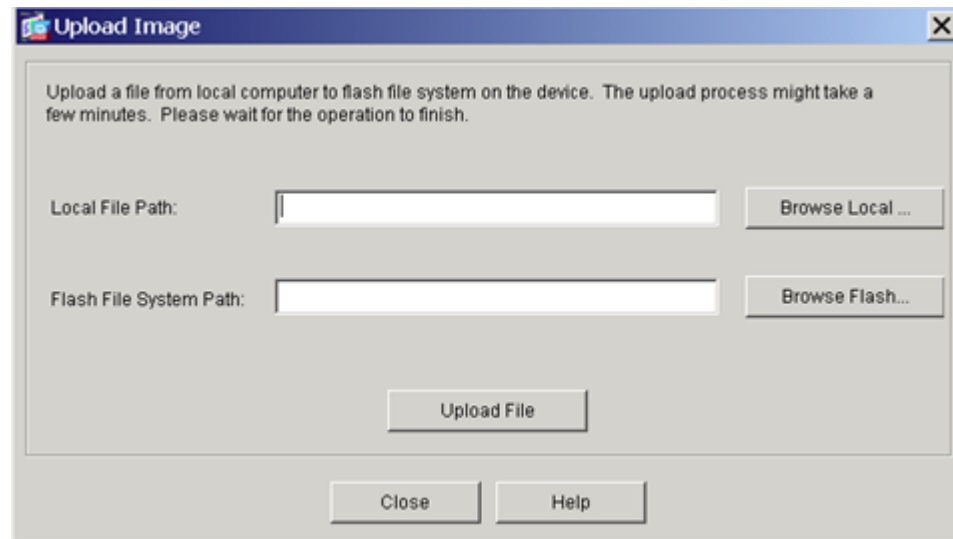 Upload Image
Upload a file from local computer to flash file system on the device. The upload process might take a
few minutes. Please wait for the operation to finish.
Local File Path:
Browse Local ...
Flash File System Path:
Browse Flash...
Upload File
Close
Help